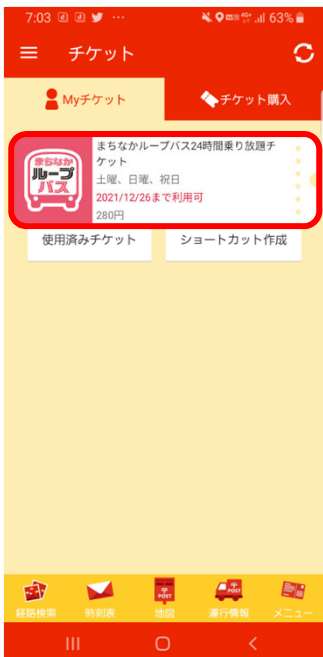 7:03
63%
チケット
Myチケット
チケット購入
まちなか
ループ
バス
まちなかループバス24時間乗り放題チ
ケット
土曜、日曜、祝日
2021/12/26まで利用可
280円
使用済みチケット
ショートカット作成
〒
POST
POST
経路検索
時刻表
地図
運行情報
メニュー